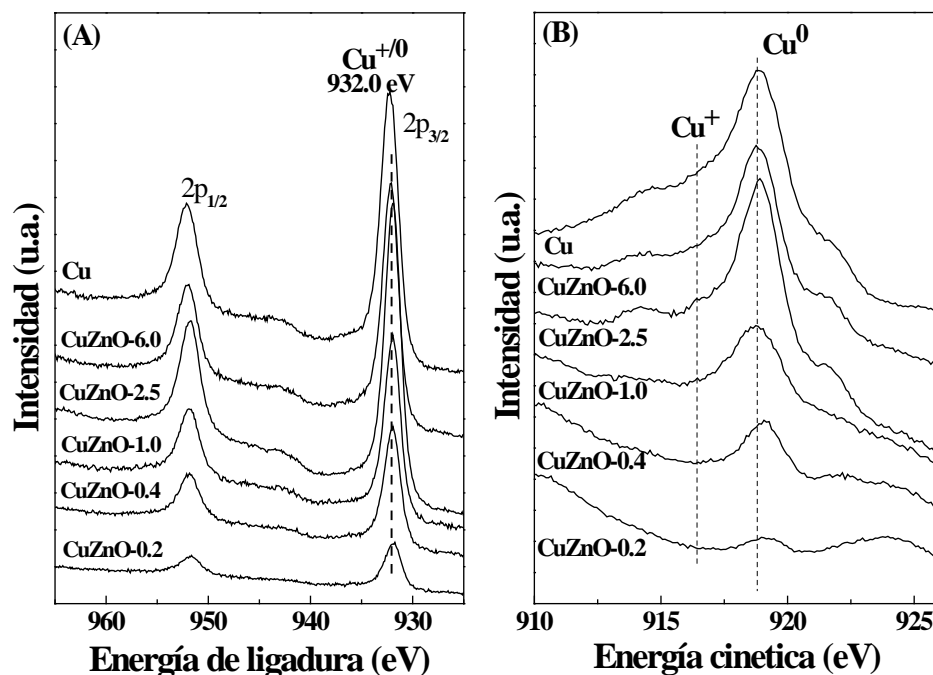 (A)
Cu+/0
932.0 eV
2p3/2
2p1/2
Cu
CuZnO-6.0
CuZnO-2.5
CuZnO-1.0
CuZnO-0.4
CuZnO-0.2
Intensidad (u.a.)
960 950 940 930
Energía de ligadura (eV)
(B)
Cu0
Cu+
Cu
CuZnO-6.0
CuZnO-2.5
CuZnO-1.0
CuZnO-0.4
CuZnO-0.2
Intensidad (u.a.)
910 915 920 925
Energía cinetica (eV)